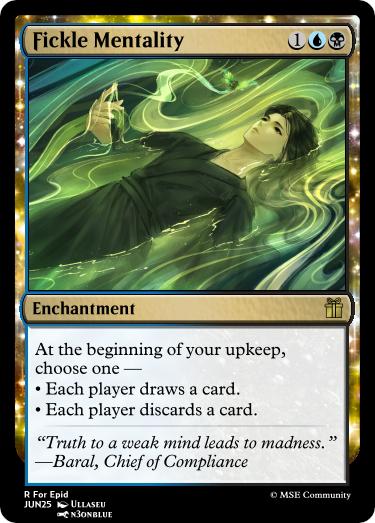 Fickle Mentality 1
Enchantment
At the beginning of your upkeep,
choose one —
• Each player draws a card.
• Each player discards a card.
“Truth to a weak mind leads to madness.”
—Baral, Chief of Compliance
R For Epid © MSE Community
JUN25 Ullaseu
n3onblue